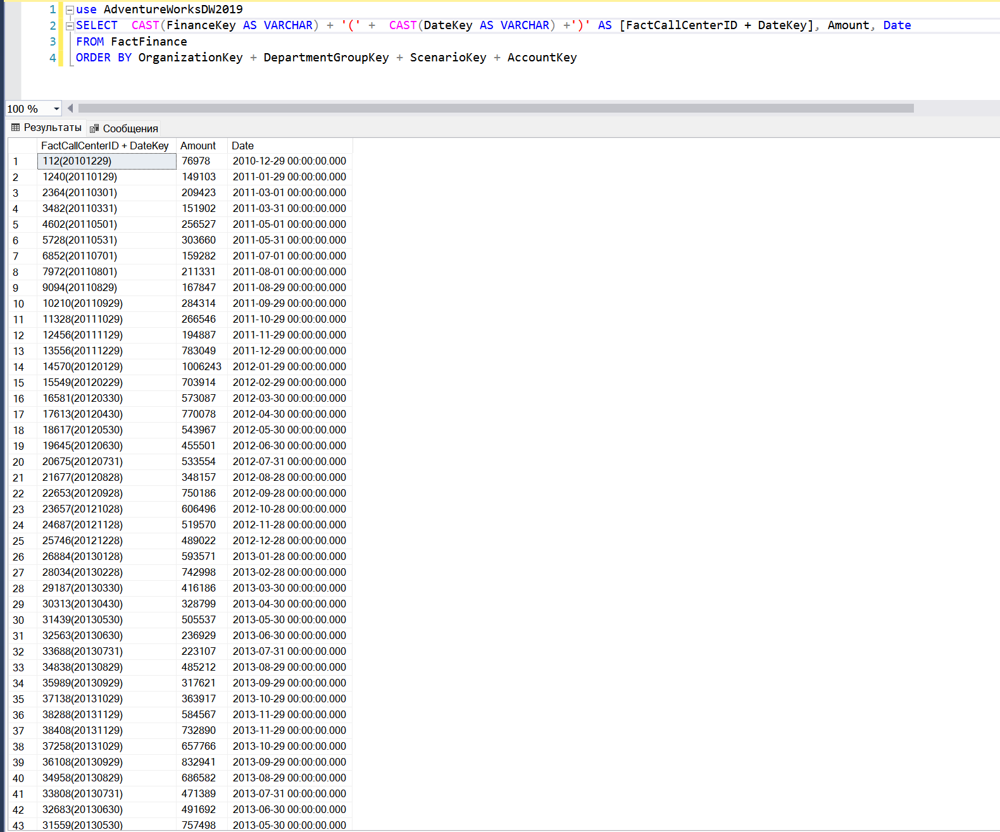 1 use AdventureWorksDW2019
2 SELECT  CAST(FinanceKey AS VARCHAR) + '(' +  CAST(DateKey AS VARCHAR) +')' AS [FactCallCenterID + DateKey], Amount, Date
3 FROM FactFinance
4 ORDER BY OrganizationKey + DepartmentGroupKey + ScenarioKey + AccountKey
100 %
Результаты Сообщения
FactCallCenterID + DateKey Amount Date
1 112(20101229) 76978 2010-12-29 00:00:00.000
2 1240(20110129) 149103 2011-01-29 00:00:00.000
3 2364(20110301) 209423 2011-03-01 00:00:00.000
4 3482(20110331) 151902 2011-03-31 00:00:00.000
5 4602(20110501) 256527 2011-05-01 00:00:00.000
6 5728(20110531) 303660 2011-05-31 00:00:00.000
7 6852(20110701) 159282 2011-07-01 00:00:00.000
8 7972(20110801) 211331 2011-08-01 00:00:00.000
9 9094(20110829) 167847 2011-08-29 00:00:00.000
10 10210(20110929) 284314 2011-09-29 00:00:00.000
11 11328(20111029) 266546 2011-10-29 00:00:00.000
12 12456(20111129) 194887 2011-11-29 00:00:00.000
13 13556(20111229) 783049 2011-12-29 00:00:00.000
14 14570(20120129) 1006243 2012-01-29 00:00:00.000
15 15549(20120229) 703914 2012-02-29 00:00:00.000
16 16581(20120330) 573087 2012-03-30 00:00:00.000
17 17613(20120430) 770078 2012-04-30 00:00:00.000
18 18617(20120530) 543967 2012-05-30 00:00:00.000
19 19645(20120630) 455501 2012-06-30 00:00:00.000
20 20675(20120731) 533554 2012-07-31 00:00:00.000
21 21677(20120828) 348157 2012-08-28 00:00:00.000
22 22653(20120928) 750186 2012-09-28 00:00:00.000
23 23657(20121028) 606496 2012-10-28 00:00:00.000
24 24687(20121128) 519570 2012-11-28 00:00:00.000
25 25746(20121228) 489022 2012-12-28 00:00:00.000
26 26884(20130128) 593571 2013-01-28 00:00:00.000
27 28034(20130228) 742998 2013-02-28 00:00:00.000
28 29187(20130330) 416186 2013-03-30 00:00:00.000
29 30313(20130430) 328799 2013-04-30 00:00:00.000
30 31439(20130530) 505537 2013-05-30 00:00:00.000
31 32563(20130630) 236929 2013-06-30 00:00:00.000
32 33688(20130731) 223107 2013-07-31 00:00:00.000
33 34838(20130829) 485212 2013-08-29 00:00:00.000
34 35989(20130929) 317621 2013-09-29 00:00:00.000
35 37138(20131029) 363917 2013-10-29 00:00:00.000
36 38288(20131129) 584567 2013-11-29 00:00:00.000
37 38408(20131129) 732890 2013-11-29 00:00:00.000
38 37258(20131029) 657766 2013-10-29 00:00:00.000
39 36108(20130929) 832941 2013-09-29 00:00:00.000
40 34958(20130829) 686582 2013-08-29 00:00:00.000
41 33808(20130731) 471389 2013-07-31 00:00:00.000
42 32683(20130630) 491692 2013-06-30 00:00:00.000
43 31559(20130530) 757498 2013-05-30 00:00:00.000